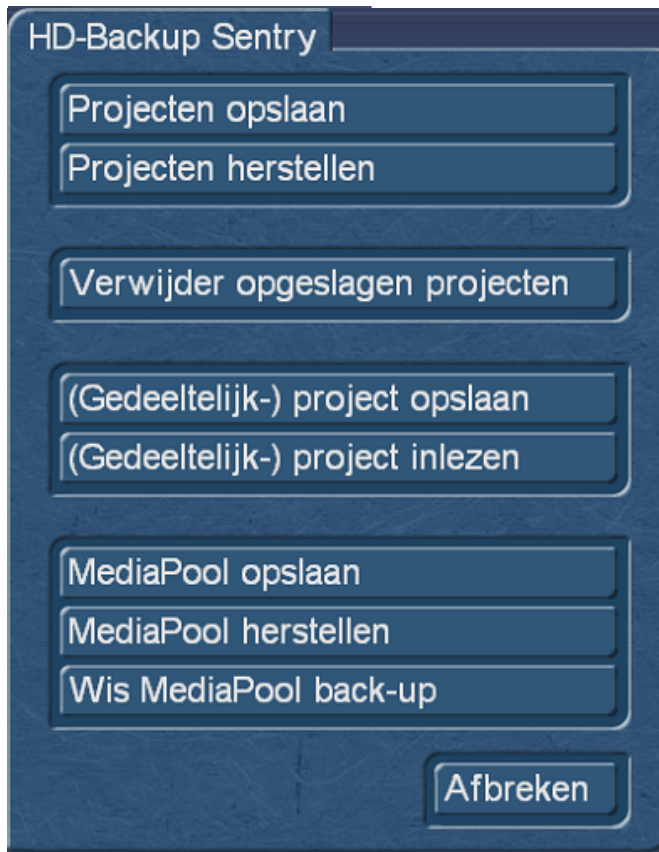 HD-Backup Sentry
Projecten opslaan
Projecten herstellen
Verwijder opgeslagen projecten
(Gedeeltelijk-) project opslaan
(Gedeeltelijk-) project inlezen
MediaPool opslaan
MediaPool herstellen
Wis MediaPool back-up
Afbreken